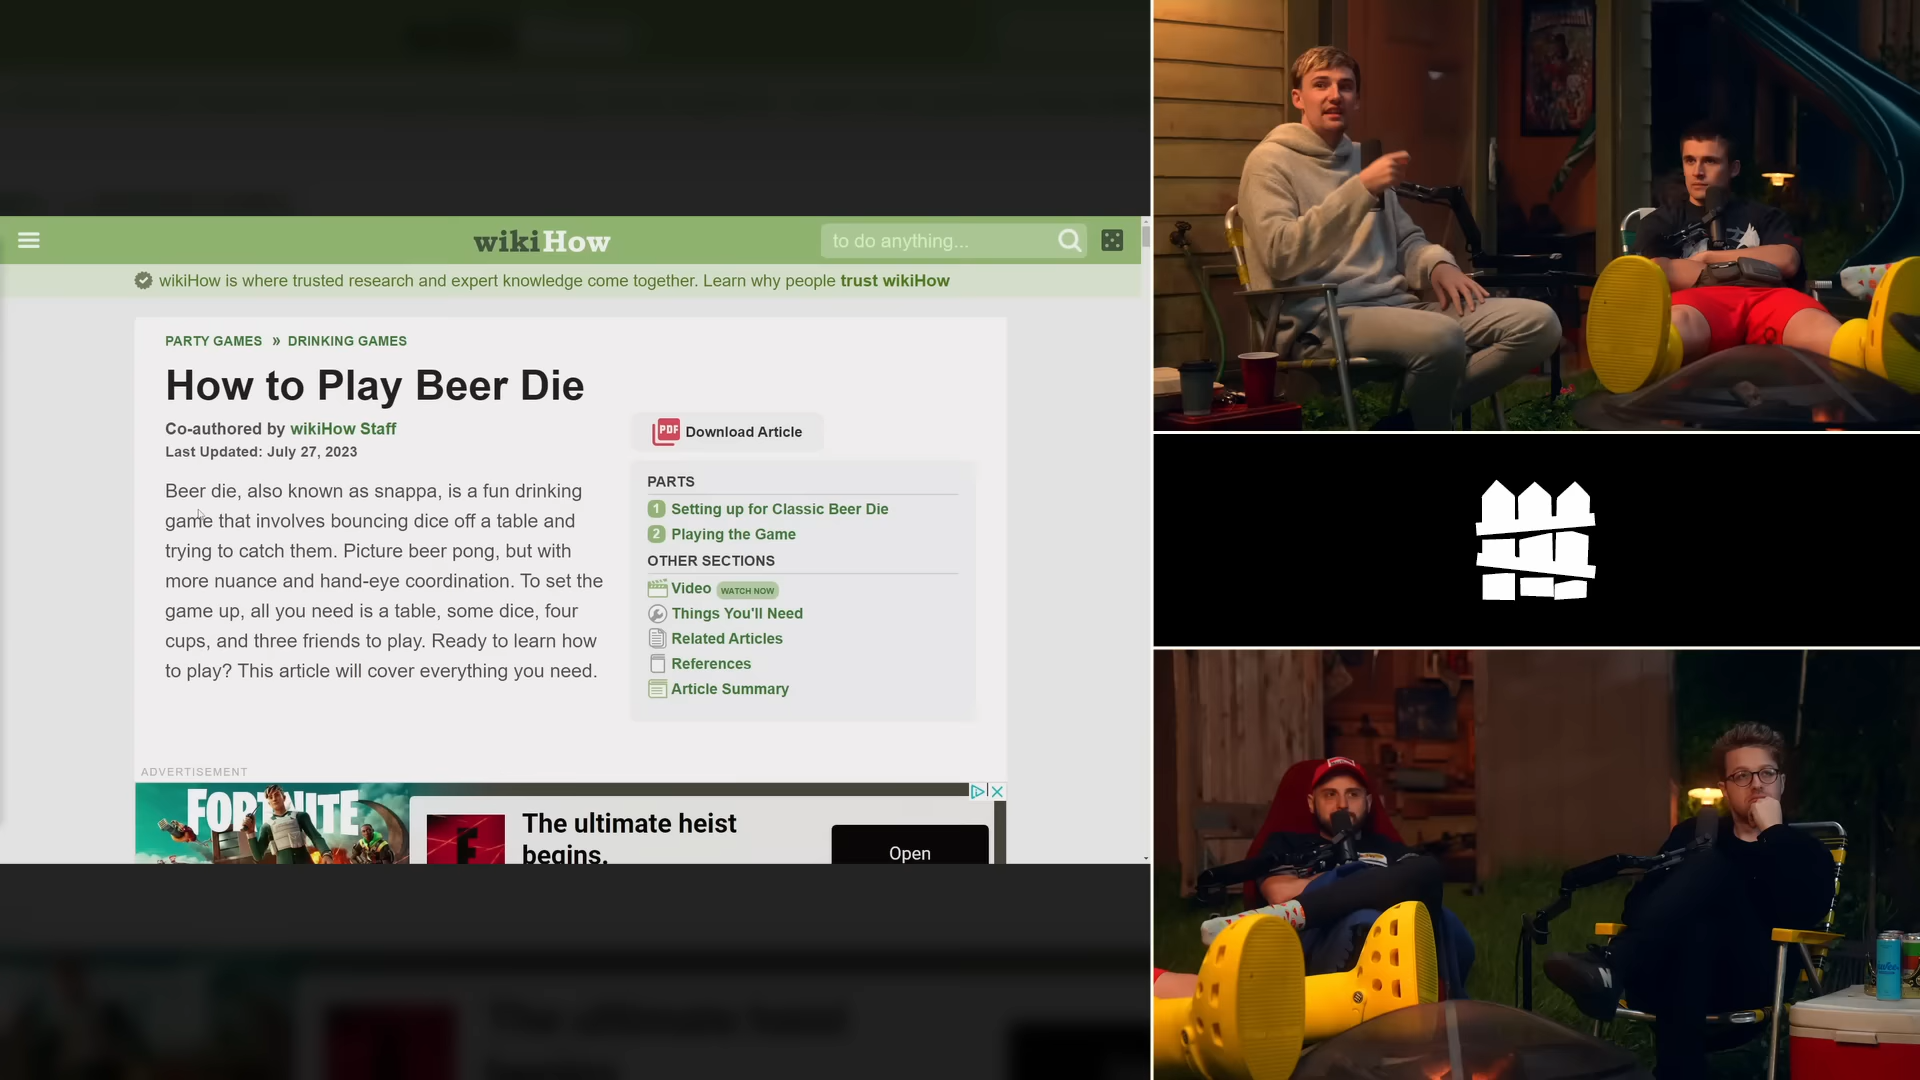 wikiHow
to do anything...
wikiHow is where trusted research and expert knowledge come together. Learn why people trust wikiHow
PARTY GAMES » DRINKING GAMES
How to Play Beer Die
Co-authored by wikiHow Staff
Last Updated: July 27, 2023
Beer die, also known as snappa, is a fun drinking
game that involves bouncing dice off a table and
trying to catch them. Picture beer pong, but with
more nuance and hand-eye coordination. To set the
game up, all you need is a table, some dice, four
cups, and three friends to play. Ready to learn how
to play? This article will cover everything you need.
PDF Download Article
PARTS
1 Setting up for Classic Beer Die
2 Playing the Game
OTHER SECTIONS
Video WATCH NOW
Things You'll Need
Related Articles
References
Article Summary
ADVERTISEMENT
FORTNITE
The ultimate heist
begins.
Open